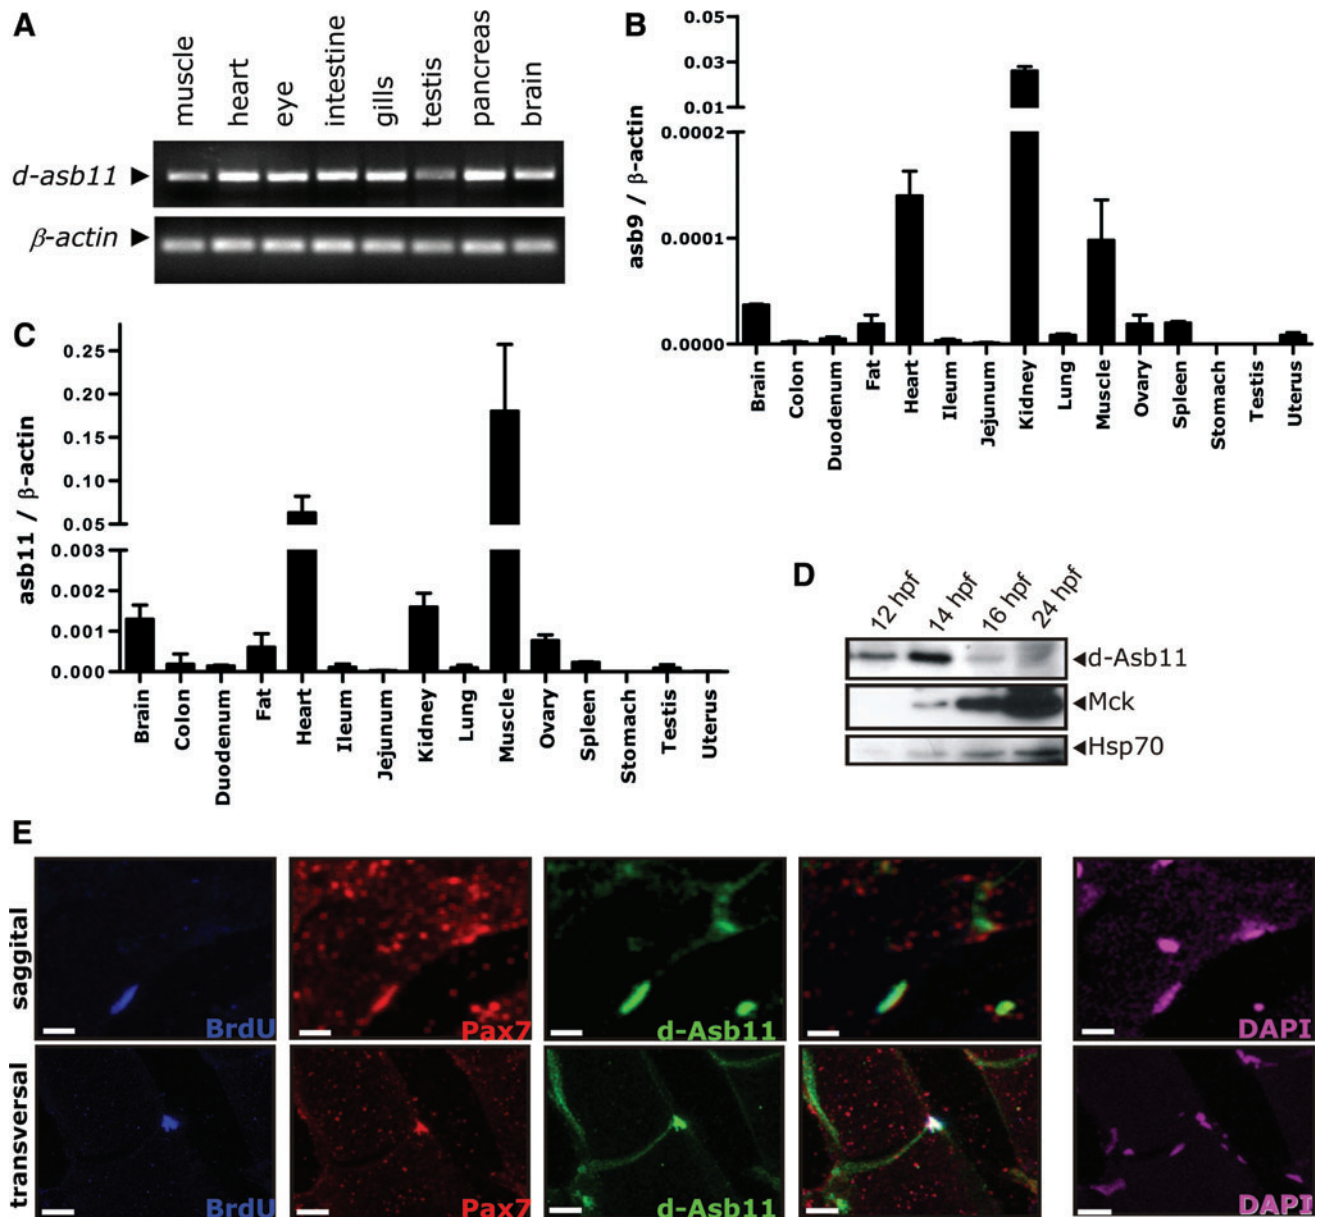 A
muscle
heart
eye
intestine
gills
testis
pancreas
brain
d-asb11
β-actin
B
asb9 / β-actin
0.05
0.03
0.01
0.0002
0.0001
0.0000
Brain
Colon
Duodenum
Fat
Heart
Ileum
Jejunum
Kidney
Lung
Muscle
Ovary
Spleen
Stomach
Testis
Uterus
C
asb11 / β-actin
0.25
0.20
0.15
0.10
0.05
0.003
0.002
0.001
0.000
Brain
Colon
Duodenum
Fat
Heart
Ileum
Jejunum
Kidney
Lung
Muscle
Ovary
Spleen
Stomach
Testis
Uterus
D
12 hpf
14 hpf
16 hpf
24 hpf
d-Asb11
Mck
Hsp70
E
saggital
BrdU
Pax7
d-Asb11
DAPI
transversal
BrdU
Pax7
d-Asb11
DAPI